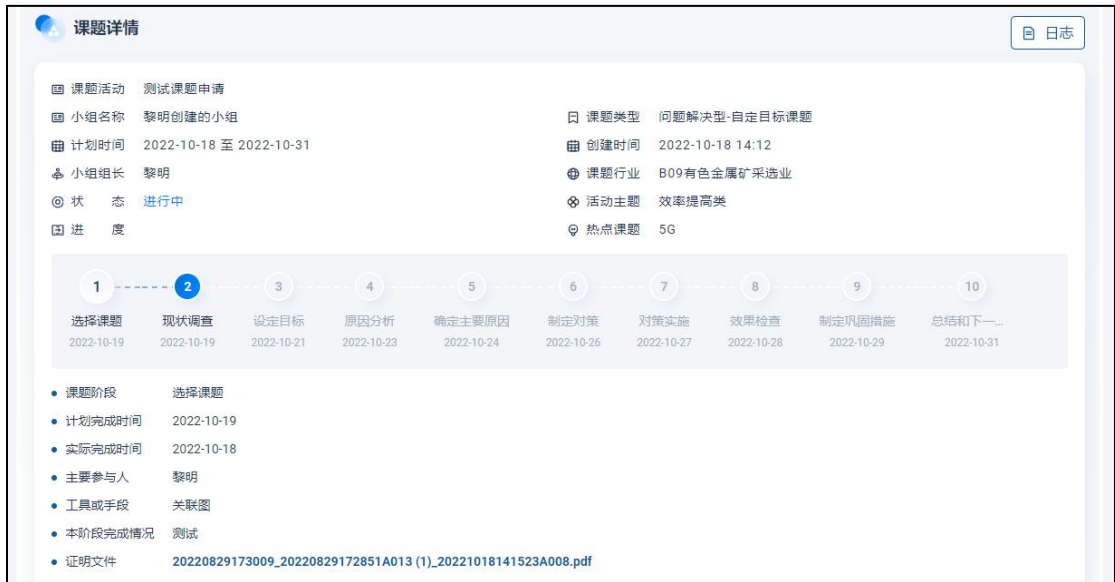 课题详情
日志
课题活动 测试课题申请
小组名称 黎明创建的小组 课题类型 问题解决型-自定目标课题
计划时间 2022-10-18 至 2022-10-31 创建时间 2022-10-18 14:12
小组组长 黎明 课题行业 B09有色金属矿采选业
状 态 进行中 活动主题 效率提高类
进 度 热点课题 5G
1 2 3 4 5 6 7 8 9 10
选择课题 现状调查 设定目标 原因分析 确定主要原因 制定对策 对策实施 效果检查 制定巩固措施 总结和下一...
2022-10-19 2022-10-19 2022-10-21 2022-10-23 2022-10-24 2022-10-26 2022-10-27 2022-10-28 2022-10-29 2022-10-31
课题阶段 选择课题
计划完成时间 2022-10-19
实际完成时间 2022-10-18
主要参与人 黎明
工具或手段 关联图
本阶段完成情况 测试
证明文件 20220829173009_20220829172851A013 (1)_20221018141523A008.pdf